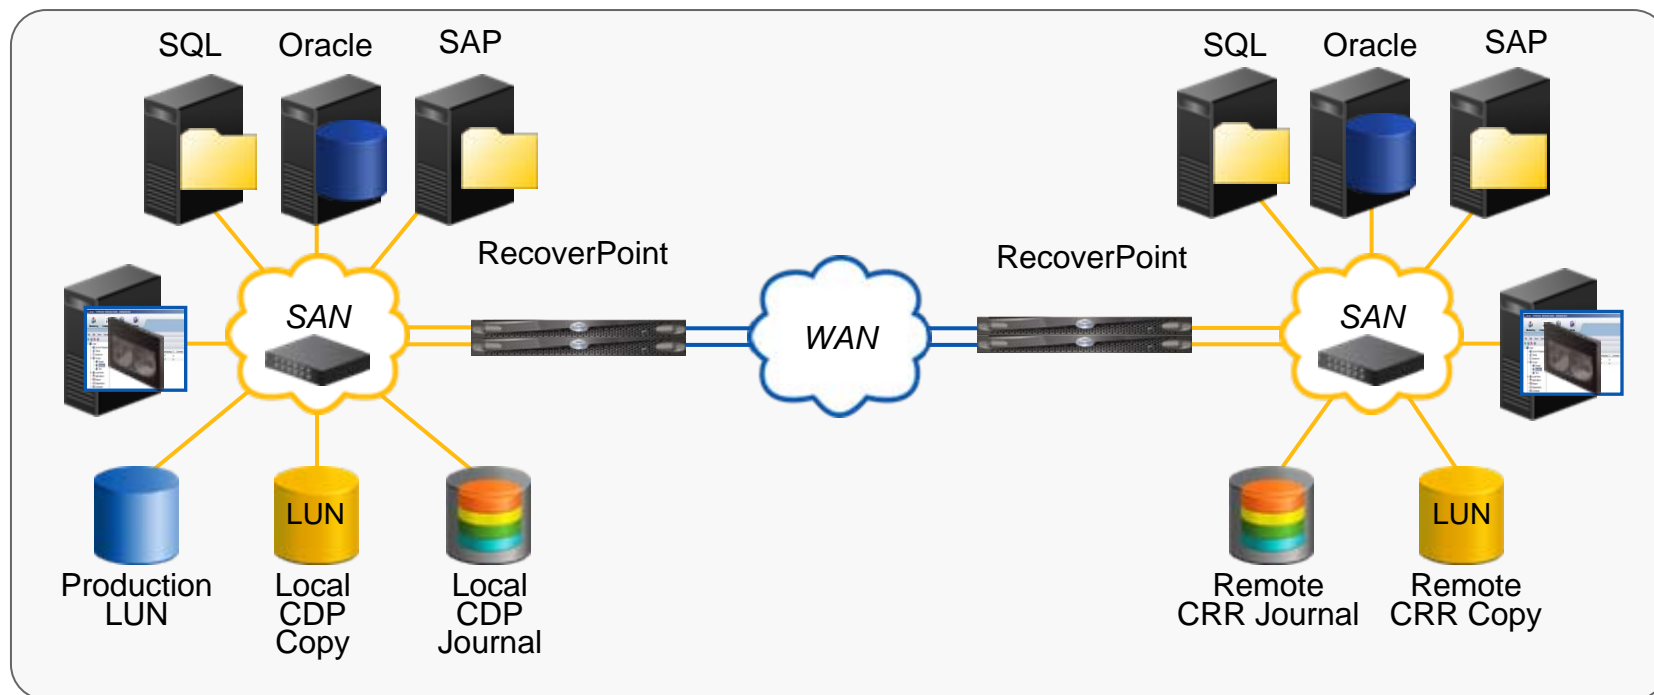 SQL
Oracle
SAP
SQL
Oracle
SAP
RecoverPoint
RecoverPoint
SAN
WAN
SAN
LUN
LUN
Production
LUN
Local
CDP
Copy
Local
CDP
Journal
Remote
CRR Journal
Remote
CRR Copy